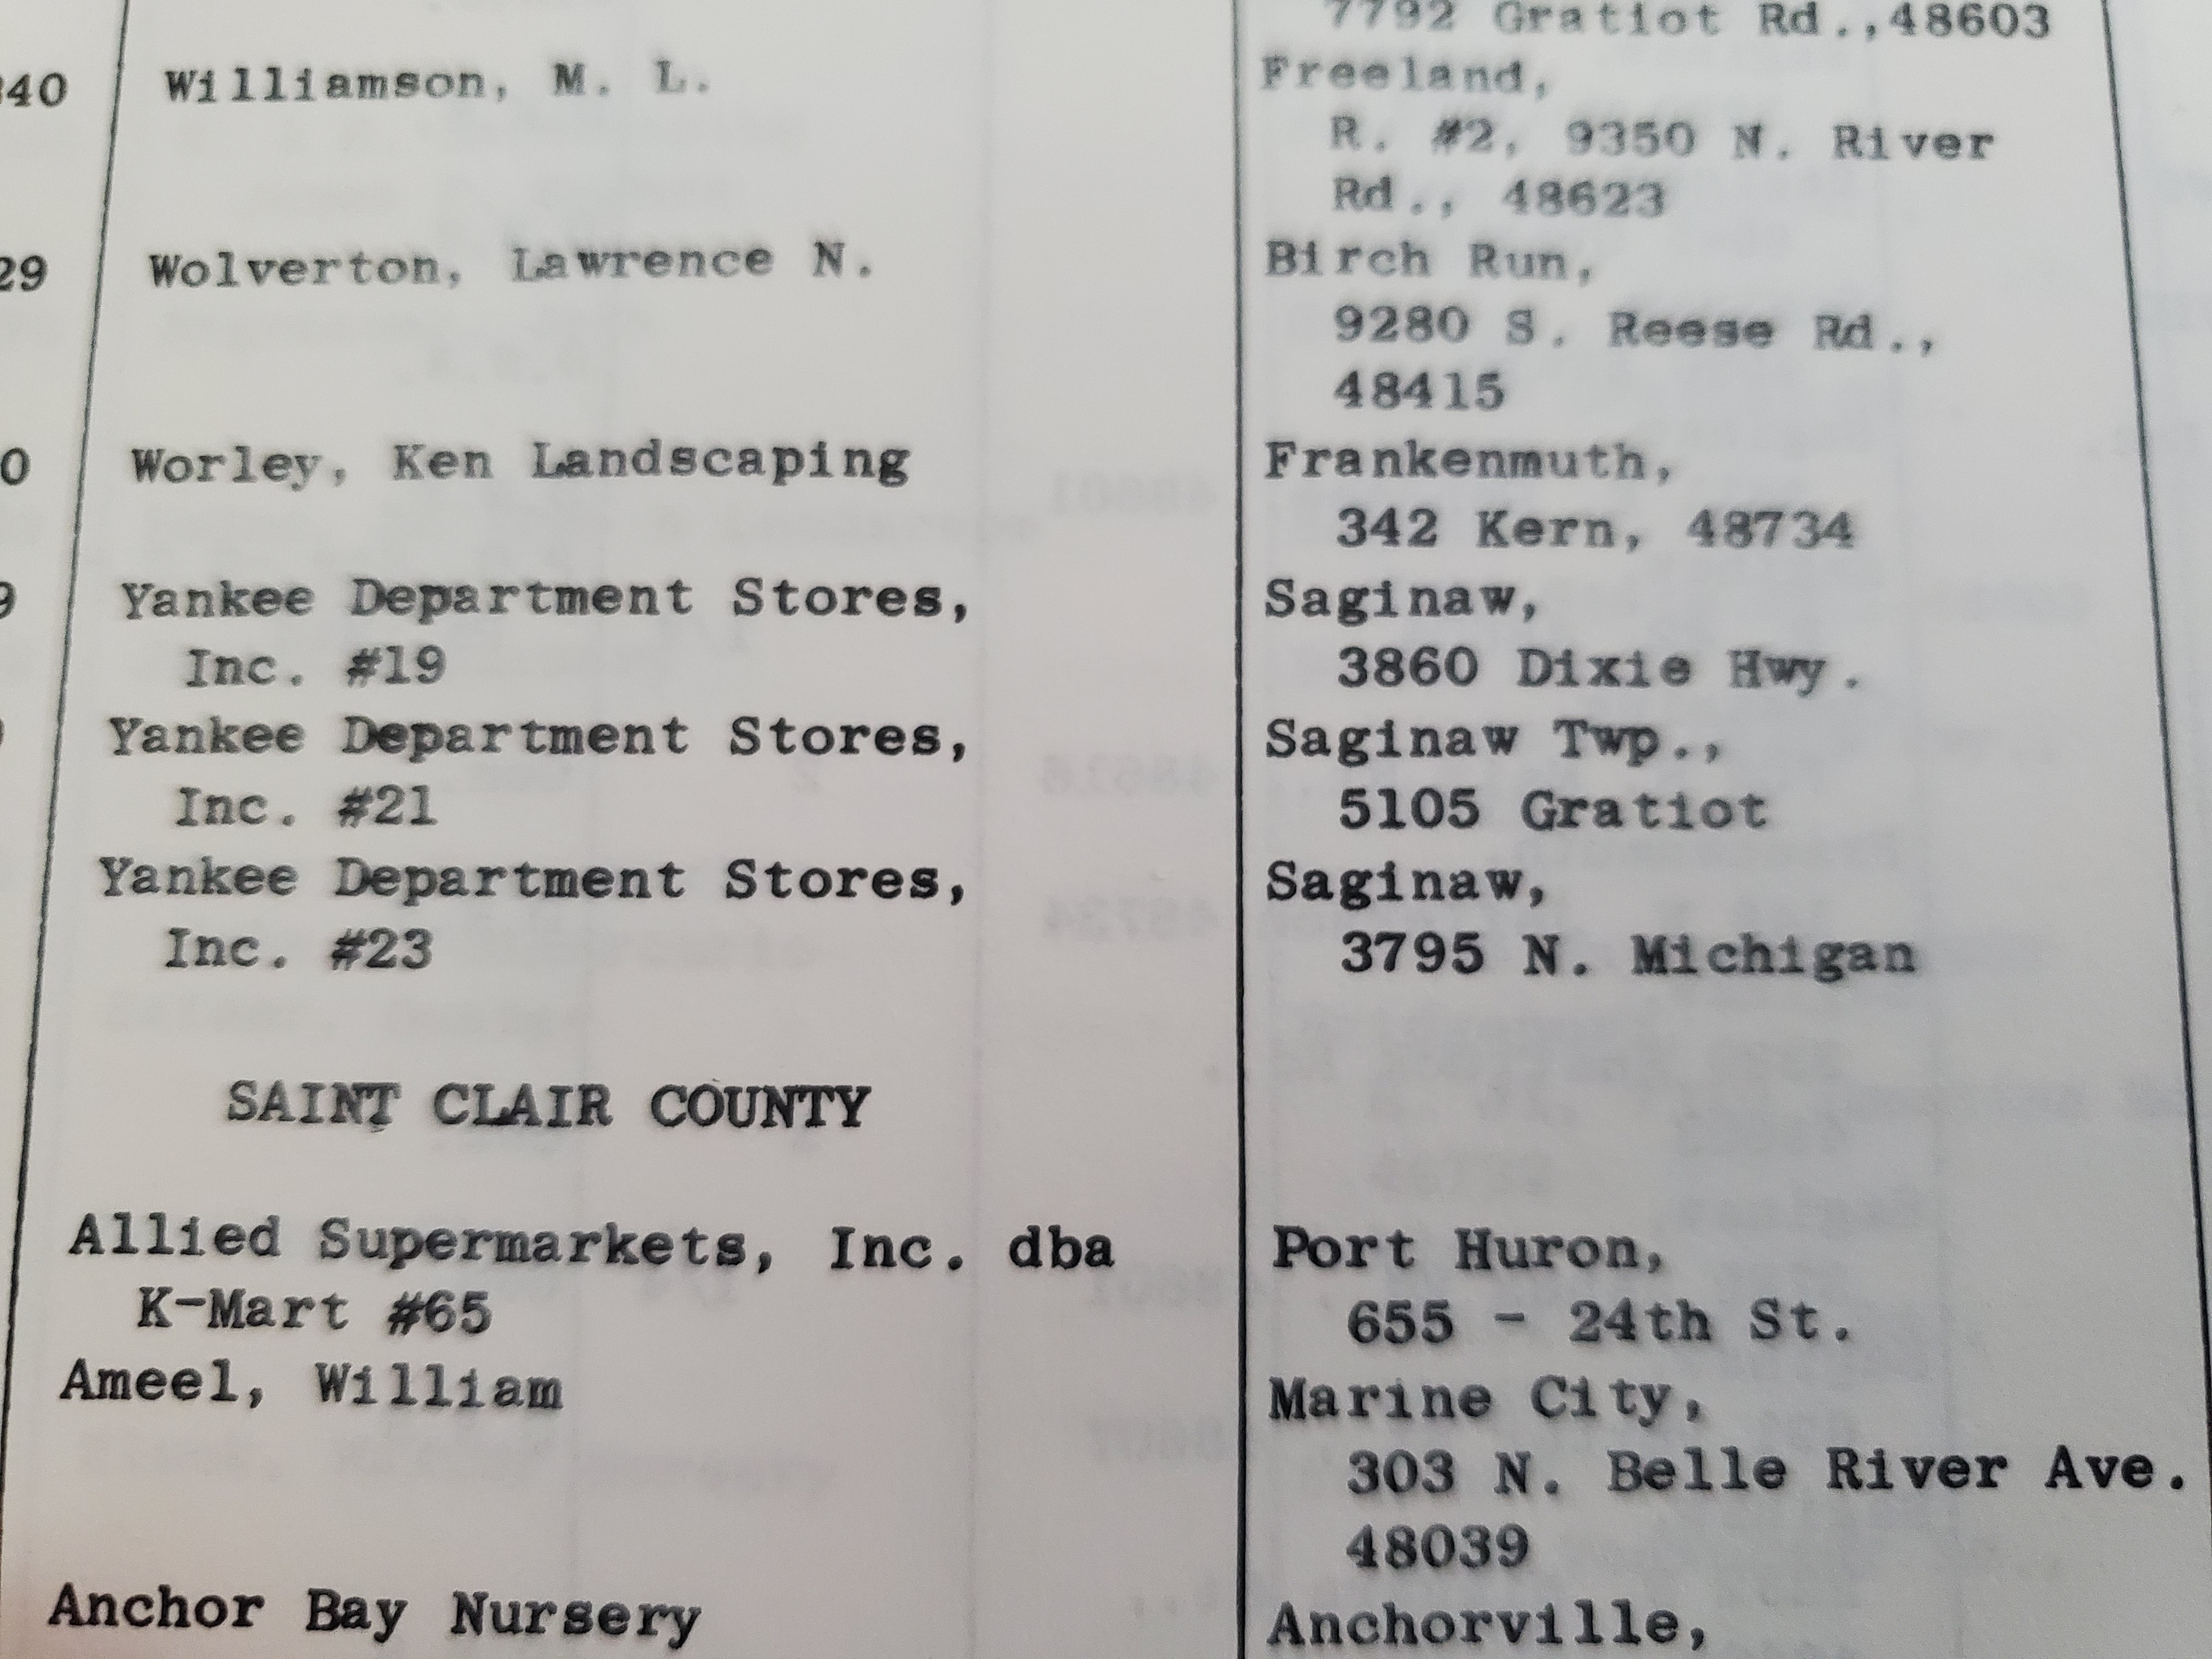 7792 Gratiot Rd.,48603
40 Williamson, M. L. Freeland,
R. #2, 9350 N. River
Rd., 48623
29 Wolverton, Lawrence N. Birch Run,
9280 S. Reese Rd.,
48415
0 Worley, Ken Landscaping Frankenmuth,
342 Kern, 48734
9 Yankee Department Stores, Saginaw,
Inc. #19 3860 Dixie Hwy.
Yankee Department Stores, Saginaw Twp.,
Inc. #21 5105 Gratiot
Yankee Department Stores, Saginaw,
Inc. #23 3795 N. Michigan
SAINT CLAIR COUNTY
Allied Supermarkets, Inc. dba Port Huron,
K-Mart #65 655 - 24th St.
Ameel, William Marine City,
303 N. Belle River Ave.
48039
Anchor Bay Nursery Anchorville,